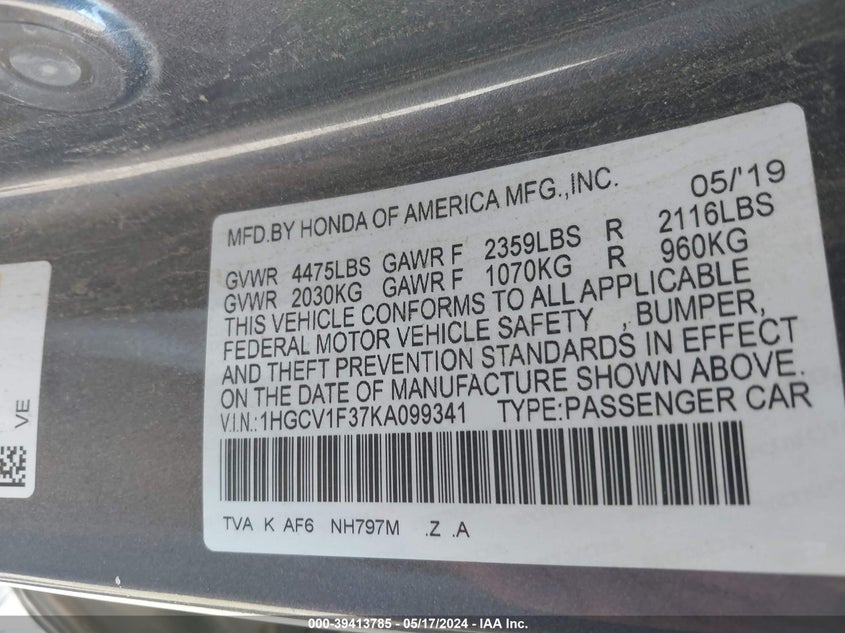 MFD.BY HONDA OF AMERICA MFG.,INC. 05/'19
GVWR 4475LBS GAWR F 2359LBS R 2116LBS
GVWR 2030KG GAWR F 1070KG R 960KG
THIS VEHICLE CONFORMS TO ALL APPLICABLE
FEDERAL MOTOR VEHICLE SAFETY , BUMPER,
AND THEFT PREVENTION STANDARDS IN EFFECT
ON THE DATE OF MANUFACTURE SHOWN ABOVE.
V.I.N.:1HGCV1F37KA099341 TYPE:PASSENGER CAR
TVA K AF6 NH797M .Z .A
VE
000-39413785 - 05/17/2024 - IAA Inc.